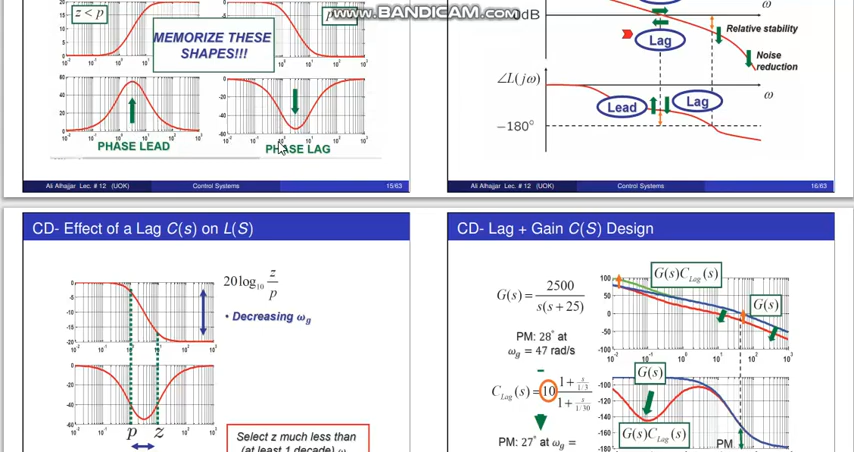 www.BANDICAM.com
z < p
MEMORIZE THESE
SHAPES!!!
PHASE LEAD
PHASE LAG
Ali Alhajjar Lec. # 12 (UOK)
Control Systems
15/63
dB
ω
Lag
Relative stability
Noise
reduction
∠L(jω)
ω
Lead
Lag
−180°
Ali Alhajjar Lec. # 12 (UOK)
Control Systems
16/63
CD- Effect of a Lag C(s) on L(S)
20log₁₀ z/p
• Decreasing ωg
p
z
Select z much less than
(at least 1 decade) ω
CD- Lag + Gain C(S) Design
G(s) = 2500 / s(s + 25)
PM: 28° at
ωg = 47 rad/s
C_Lag(s) = 10 (1 + s/(1/3)) / (1 + s/(1/30))
PM: 27° at ωg =
G(s)C_Lag(s)
G(s)
G(s)
G(s)C_Lag(s)
PM